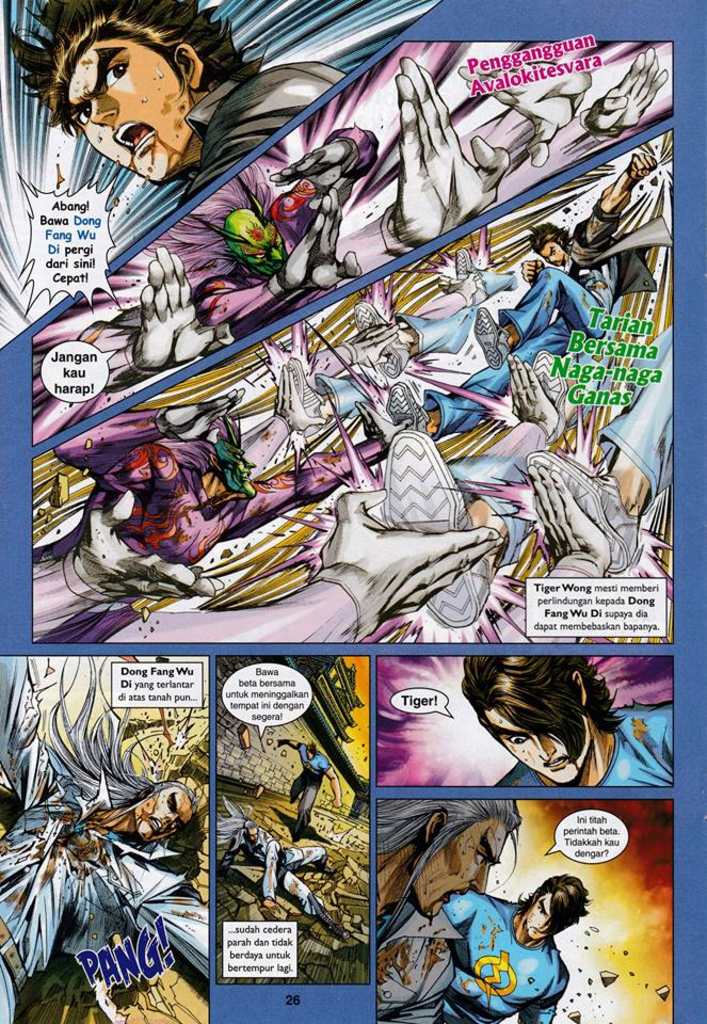 Abang!
Bawa Dong
Fang Wu
Di pergi
dari sini!
Cepat!
Penggangguan
Avalokitesvara
Jangan
kau
harap!
Tarian
Bersama
Naga-naga
Ganas
Tiger Wong mesti memberi
perlindungan kepada Dong
Fang Wu Di supaya dia
dapat membebaskan bapanya.
Dong Fang Wu
Di yang terlantar
di atas tanah pun...
PANG!
Bawa
beta bersama
untuk meninggalkan
tempat ini dengan
segera!
...sudah cedera
parah dan tidak
berdaya untuk
bertempur lagi.
Tiger!
Ini titah
perintah beta.
Tidakkah kau
dengar?
26